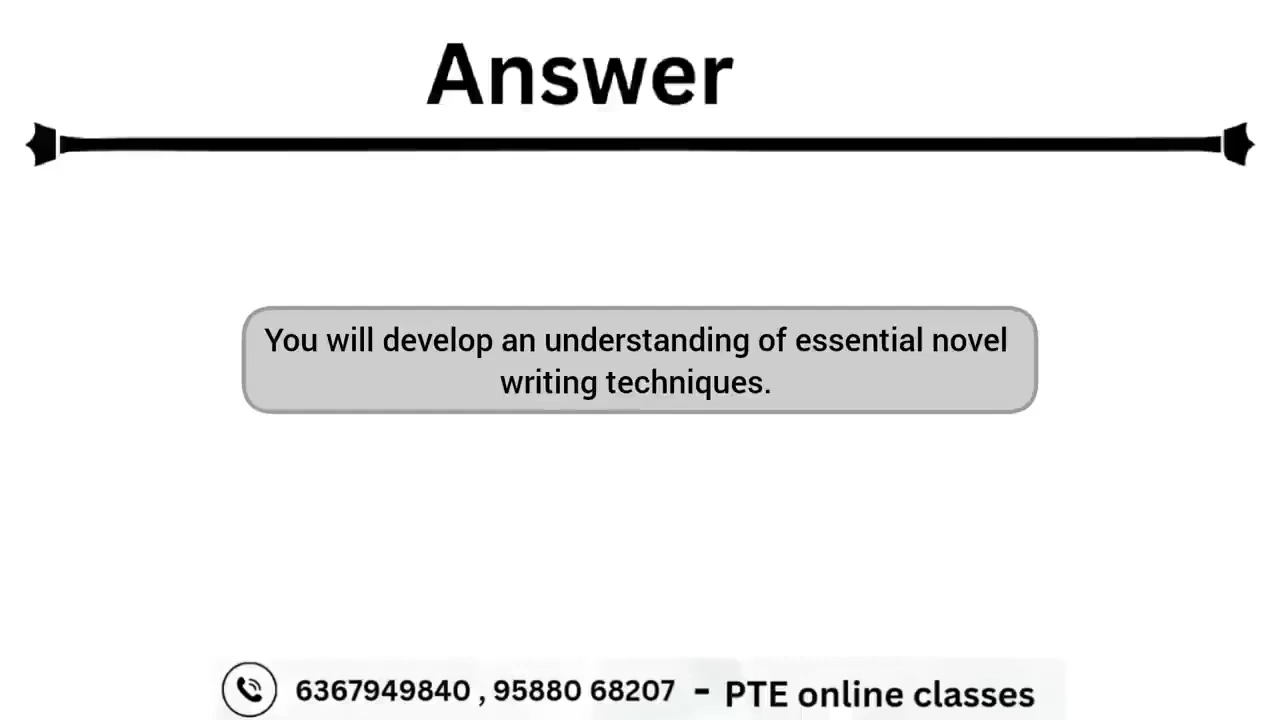 Answer
You will develop an understanding of essential novel
writing techniques.
6367949840 , 95880 68207 - PTE online classes